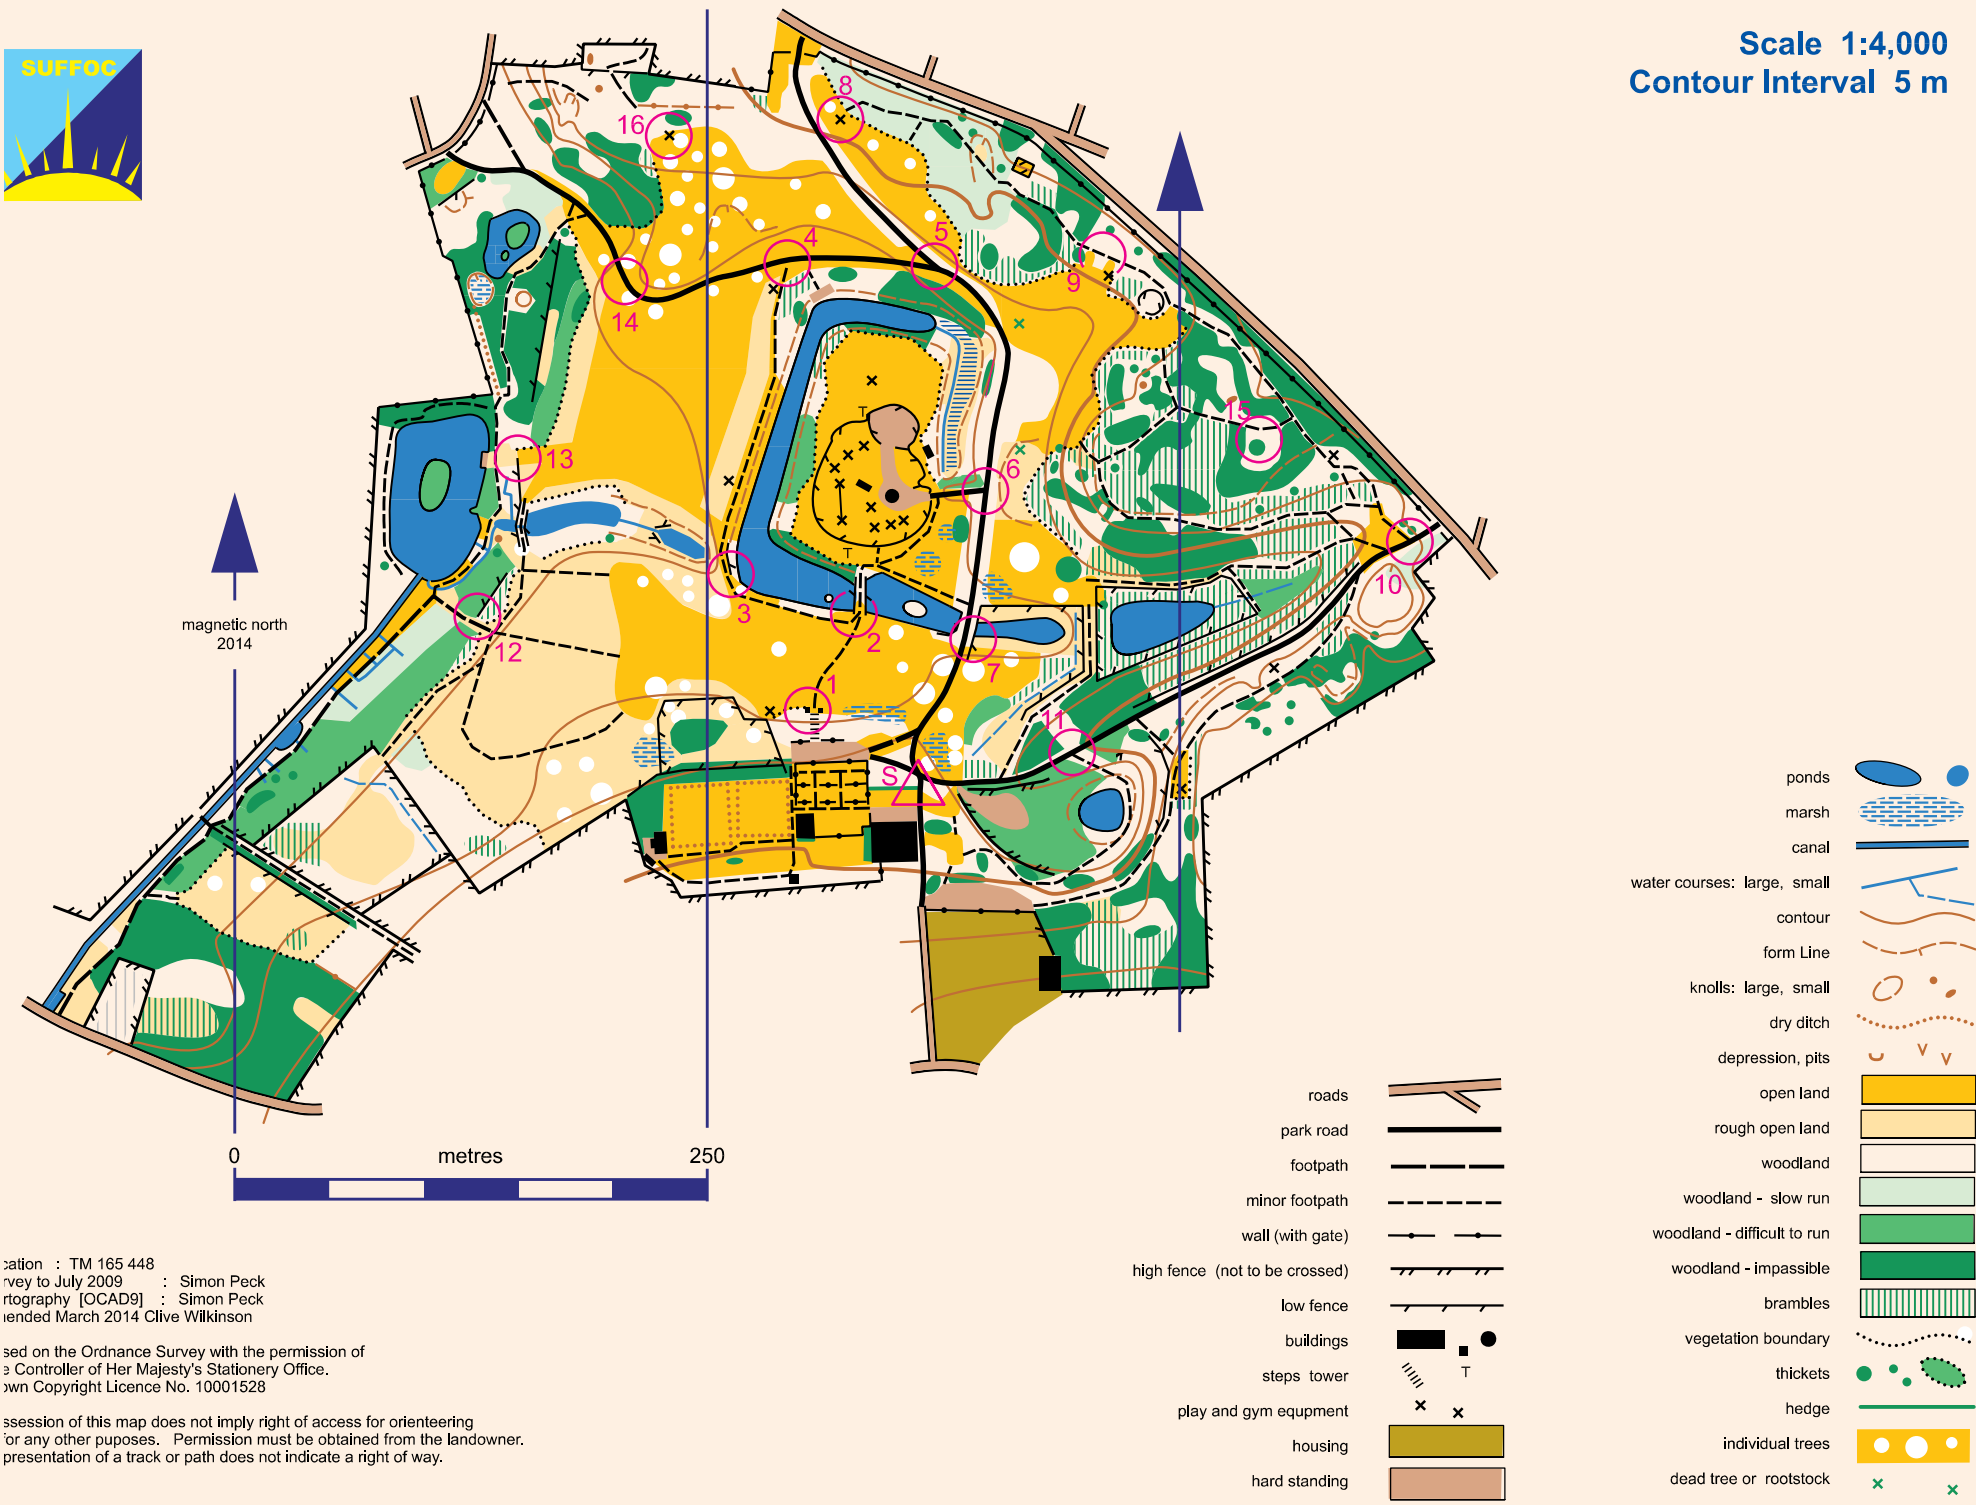 SUFFOC
Scale 1:4,000
Contour Interval 5 m
8
16
4
5
9
14
15
13
6
10
3
2
12
7
1
11
S
T
T
magnetic north
2014
0 metres 250
ponds
marsh
canal
water courses: large, small
contour
form Line
knolls: large, small
dry ditch
depression, pits
open land
rough open land
woodland
woodland - slow run
woodland - difficult to run
woodland - impassible
brambles
vegetation boundary
thickets
hedge
individual trees
dead tree or rootstock
roads
park road
footpath
minor footpath
wall (with gate)
high fence (not to be crossed)
low fence
buildings
steps tower
T
play and gym equpment
housing
hard standing
cation : TM 165 448
rvey to July 2009 : Simon Peck
rtography [OCAD9] : Simon Peck
ended March 2014 Clive Wilkinson
sed on the Ordnance Survey with the permission of
e Controller of Her Majesty's Stationery Office.
own Copyright Licence No. 10001528
ssession of this map does not imply right of access for orienteering
for any other puposes. Permission must be obtained from the landowner.
presentation of a track or path does not indicate a right of way.